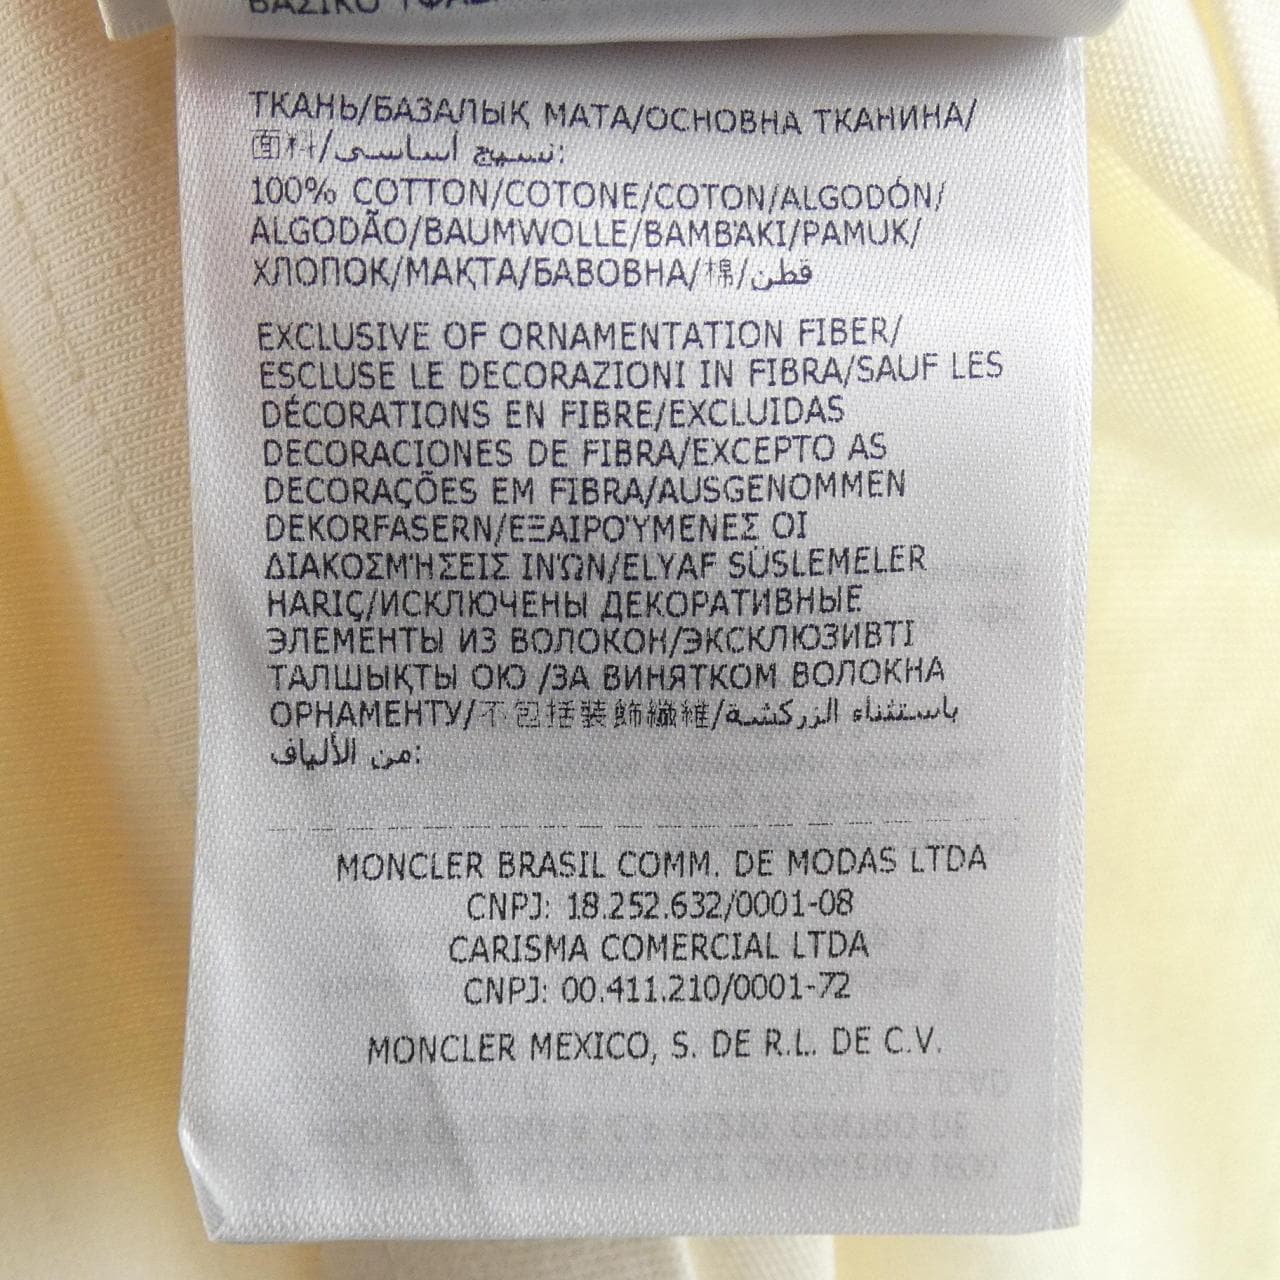 ΒΑΣΙΚΌ
ТКАНЬ/БАЗАЛЫҚ МАТА/ОСНОВНА ТКАНИНА/
面料/نسيج أساسى:
100% COTTON/COTONE/COTON/ALGODÓN/
ALGODÃO/BAUMWOLLE/ΒΑΜΒΆΚΙ/PAMUK/
ХЛОПОК/МАҚТА/БАВОВНА/棉/قطن
EXCLUSIVE OF ORNAMENTATION FIBER/
ESCLUSE LE DECORAZIONI IN FIBRA/SAUF LES
DÉCORATIONS EN FIBRE/EXCLUIDAS
DECORACIONES DE FIBRA/EXCEPTO AS
DECORAÇÕES EM FIBRA/AUSGENOMMEN
DEKORFASERN/ΕΞΑΙΡΟΎΜΕΝΕΣ ΟΙ
ΔΙΑΚΟΣΜΉΣΕΙΣ ΙΝΏΝ/ELYAF SÜSLEMELER
HARIÇ/ИСКЛЮЧЕНЫ ДЕКОРАТИВНЫЕ
ЭЛЕМЕНТЫ ИЗ ВОЛОКОН/ЭКСКЛЮЗИВТІ
ТАЛШЫҚТЫ ОЮ /ЗА ВИНЯТКОМ ВОЛОКНА
ОРНАМЕНТУ/不包括裝飾纖維/باستثناء الزركشة
من الألياف:
MONCLER BRASIL COMM. DE MODAS LTDA
CNPJ: 18.252.632/0001-08
CARISMA COMERCIAL LTDA
CNPJ: 00.411.210/0001-72
MONCLER MEXICO, S. DE R.L. DE C.V.